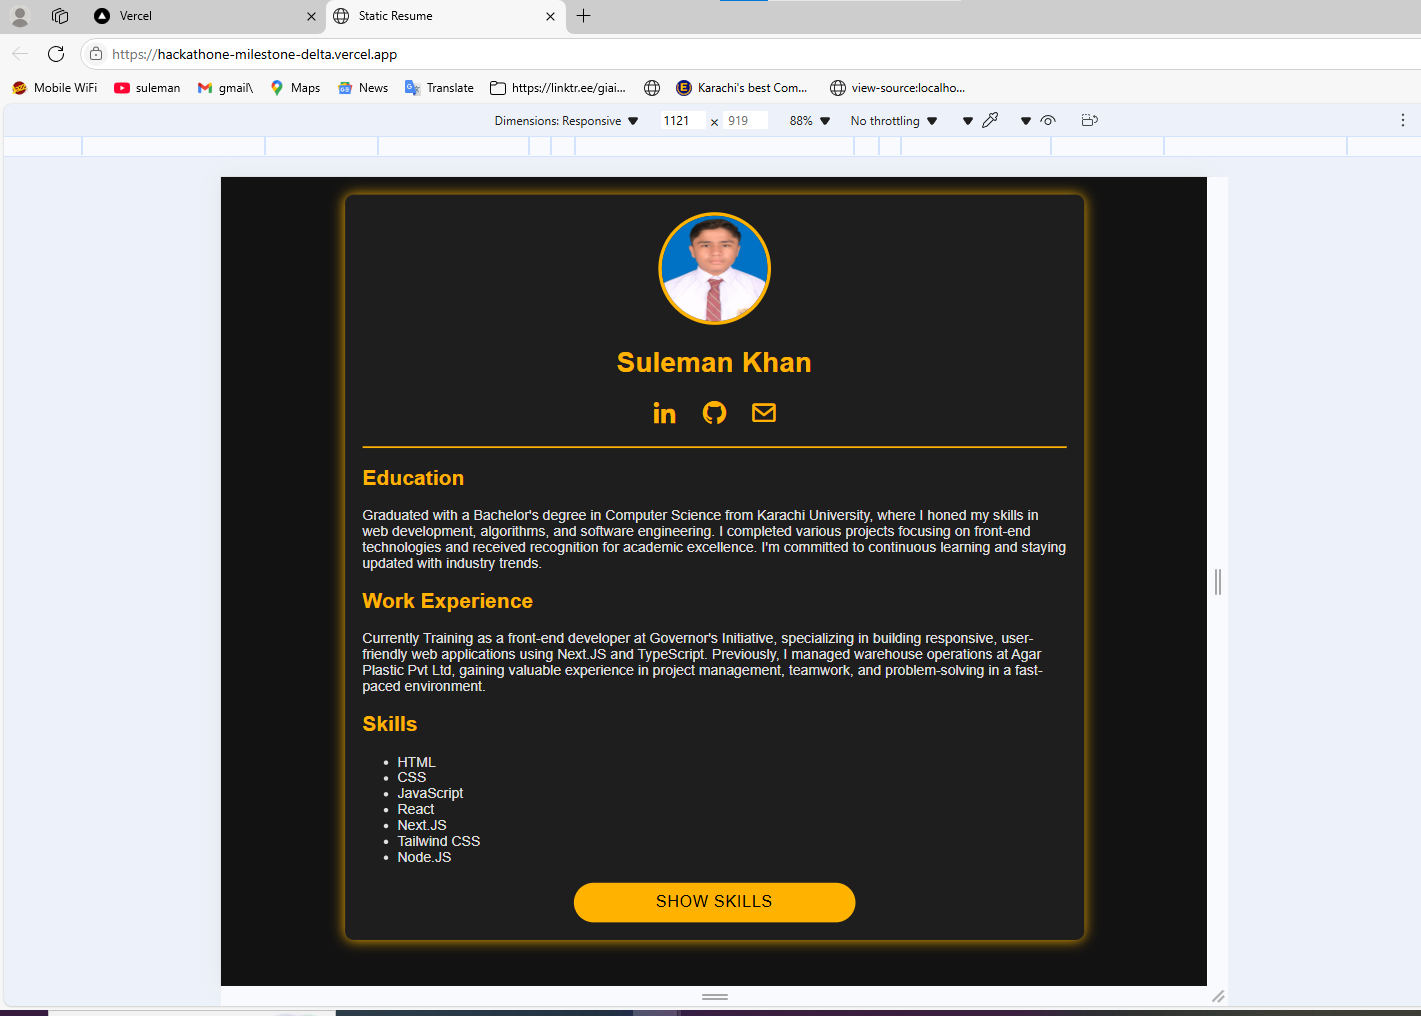 Vercel
Static Resume
https://hackathone-milestone-delta.vercel.app
Mobile WiFi
suleman
gmail\
Maps
News
Translate
https://linktr.ee/giai...
Karachi's best Com...
view-source:localho...
Dimensions: Responsive
1121 × 919
88%
No throttling
Suleman Khan
in
Education
Graduated with a Bachelor's degree in Computer Science from Karachi University, where I honed my skills in
web development, algorithms, and software engineering. I completed various projects focusing on front-end
technologies and received recognition for academic excellence. I'm committed to continuous learning and staying
updated with industry trends.
Work Experience
Currently Training as a front-end developer at Governor's Initiative, specializing in building responsive, user-
friendly web applications using Next.JS and TypeScript. Previously, I managed warehouse operations at Agar
Plastic Pvt Ltd, gaining valuable experience in project management, teamwork, and problem-solving in a fast-
paced environment.
Skills
HTML
CSS
JavaScript
React
Next.JS
Tailwind CSS
Node.JS
SHOW SKILLS